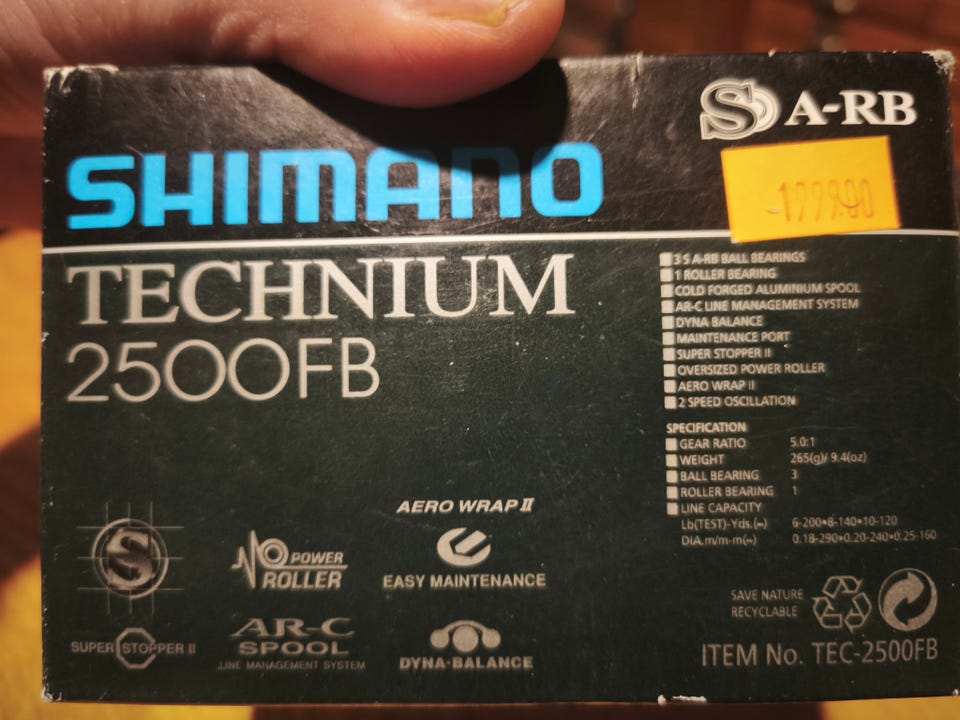 S A-RB
SHIMANO
1999.00
TECHNIUM
2500FB
3 S A-RB BALL BEARINGS
1 ROLLER BEARING
COLD FORGED ALUMINIUM SPOOL
AR-C LINE MANAGEMENT SYSTEM
DYNA BALANCE
MAINTENANCE PORT
SUPER STOPPER II
OVERSIZED POWER ROLLER
AERO WRAP II
2 SPEED OSCILLATION
SPECIFICATION
GEAR RATIO 5.0:1
WEIGHT 265(g)/ 9.4(oz)
BALL BEARING 3
ROLLER BEARING 1
LINE CAPACITY
Lb(TEST)-Yds.(≈) 6-200•8-140•10-120
DIA.m/m-m(≈) 0.18-290•0.20-240•0.25-160
AERO WRAP II
S
POWER
ROLLER
EASY MAINTENANCE
SUPER STOPPER II
AR-C
SPOOL
LINE MANAGEMENT SYSTEM
DYNA-BALANCE
SAVE NATURE
RECYCLABLE
ITEM No. TEC-2500FB